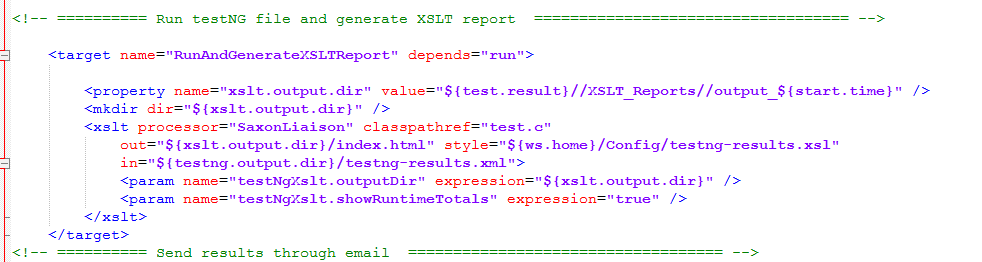 <!-- ========== Run testNG file and generate XSLT report  =================================== -->
<target name="RunAndGenerateXSLTReport" depends="run">
<property name="xslt.output.dir" value="${test.result}//XSLT_Reports//output_${start.time}" />
<mkdir dir="${xslt.output.dir}" />
<xslt processor="SaxonLiaison" classpathref="test.c"
out="${xslt.output.dir}/index.html" style="${ws.home}/Config/testng-results.xsl"
in="${testng.output.dir}/testng-results.xml">
<param name="testNgXslt.outputDir" expression="${xslt.output.dir}" />
<param name="testNgXslt.showRuntimeTotals" expression="true" />
</xslt>
</target>
<!-- ========== Send results through email  =================================== -->